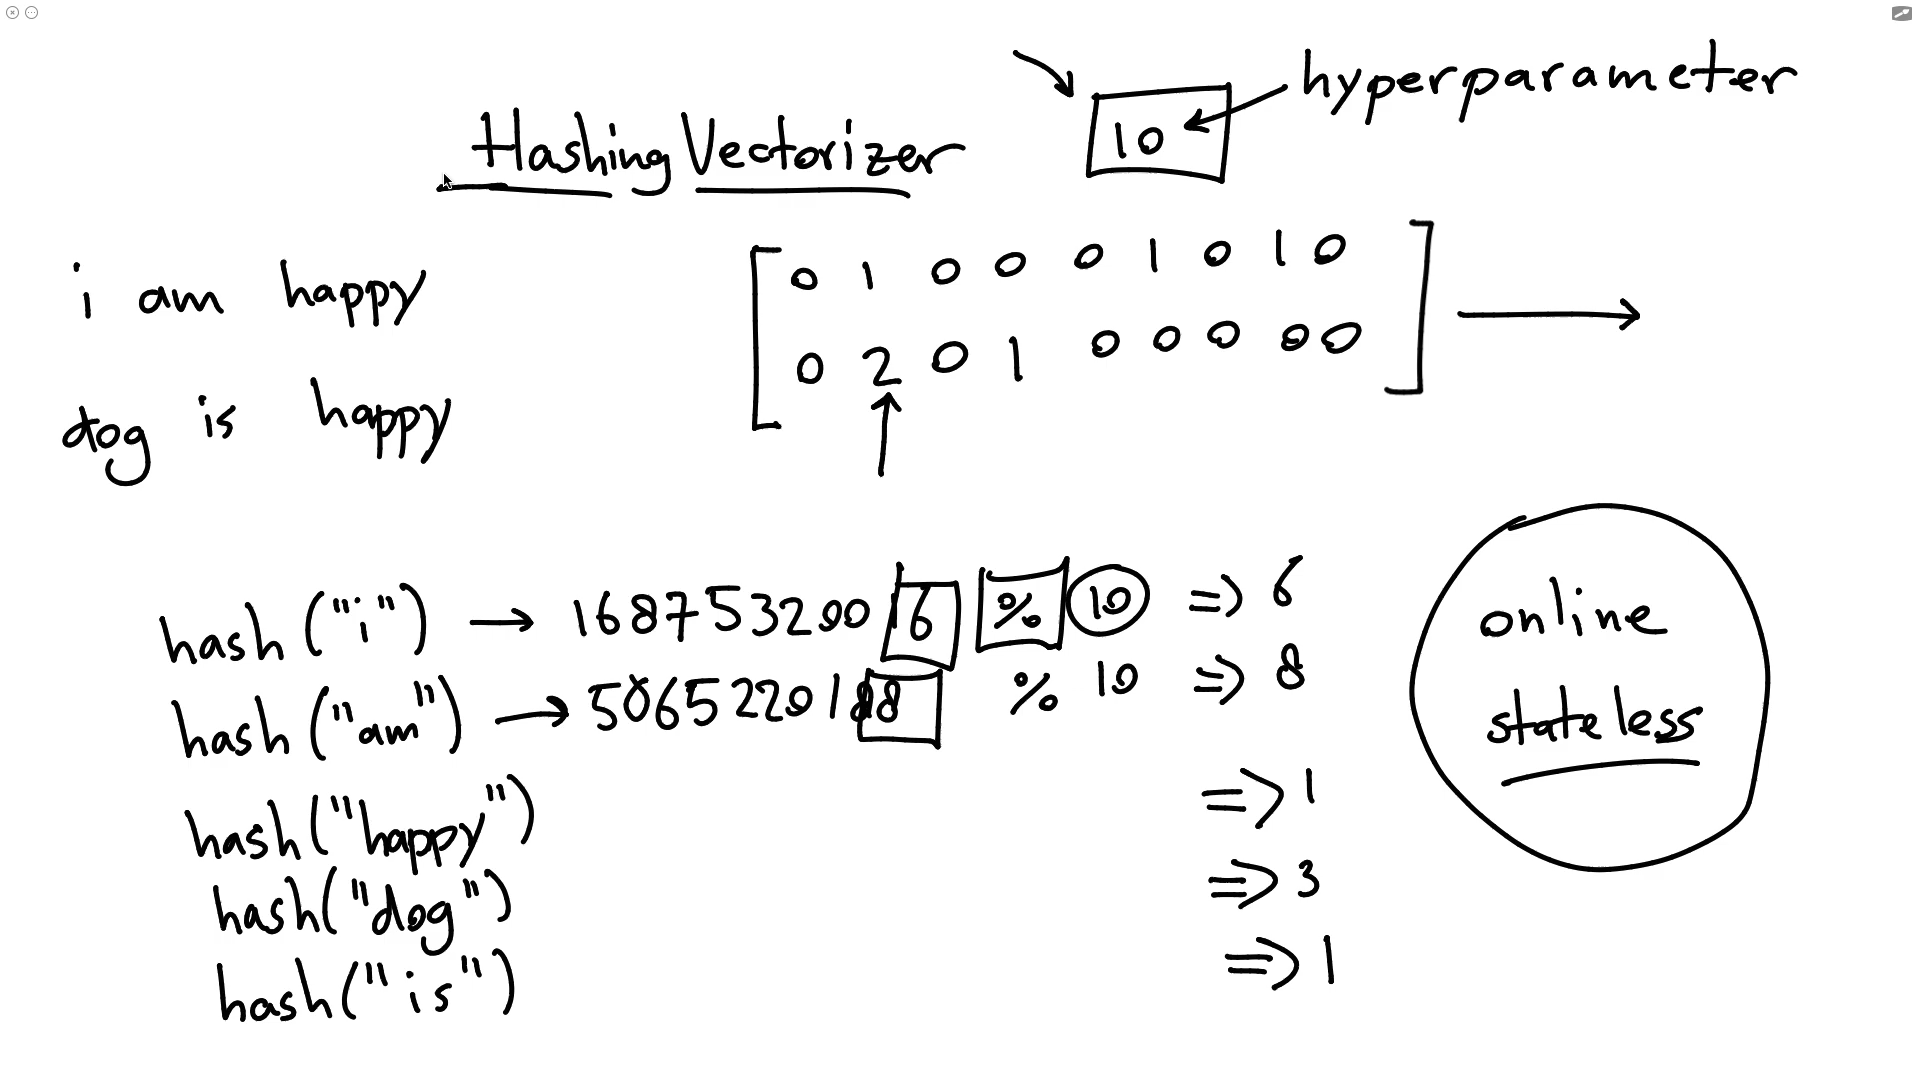 hyperparameter
Hashing Vectorizer
10
i am happy
0 1 0 0 0 1 0 1 0
dog is happy
0 2 0 1 0 0 0 0 0
hash ("i") → 16875320016 % 10 => 6
hash ("am") → 5065220188 % 10 => 8
hash("happy") => 1
hash("dog") => 3
hash("is") => 1
online
stateless